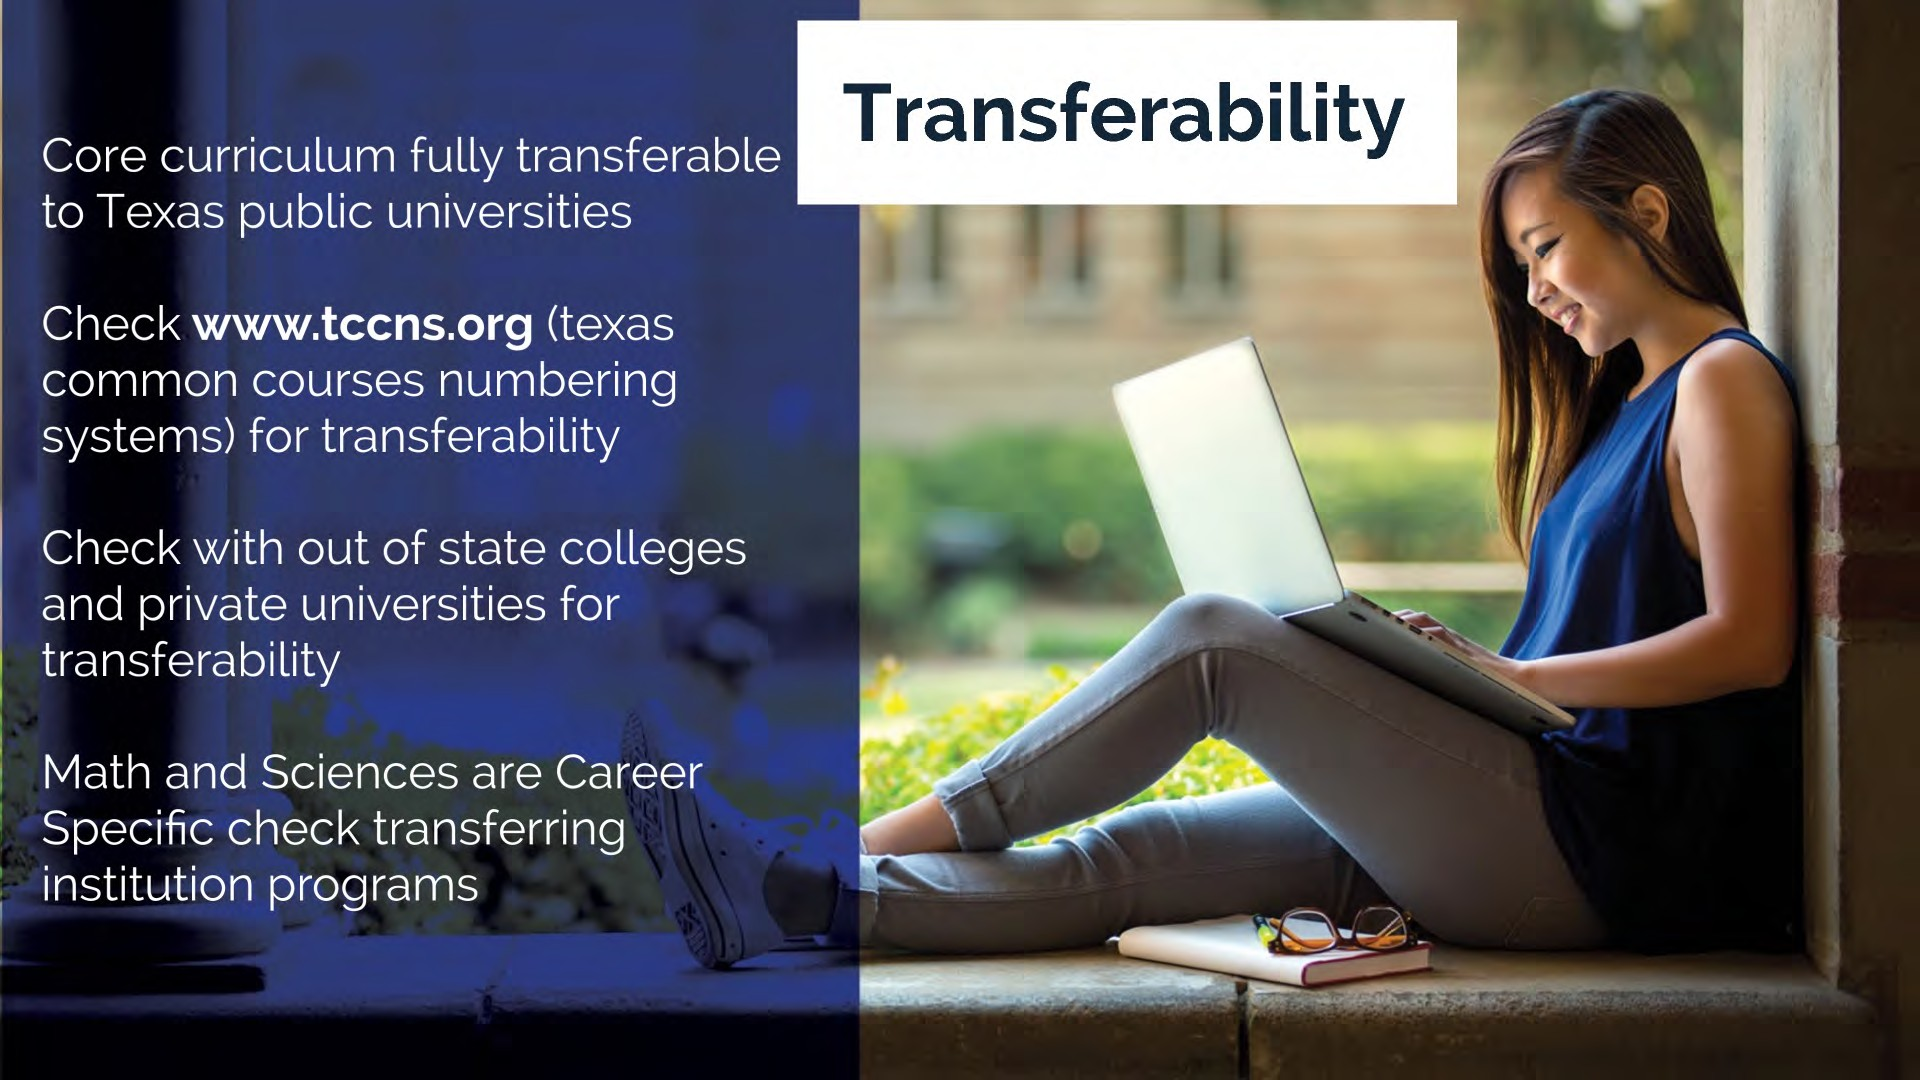 Transferability
Core curriculum fully transferable
to Texas public universities
Check www.tccns.org (texas
common courses numbering
systems) for transferability
Check with out of state colleges
and private universities for
transferability
Math and Sciences are Career
Specific check transferring
institution programs